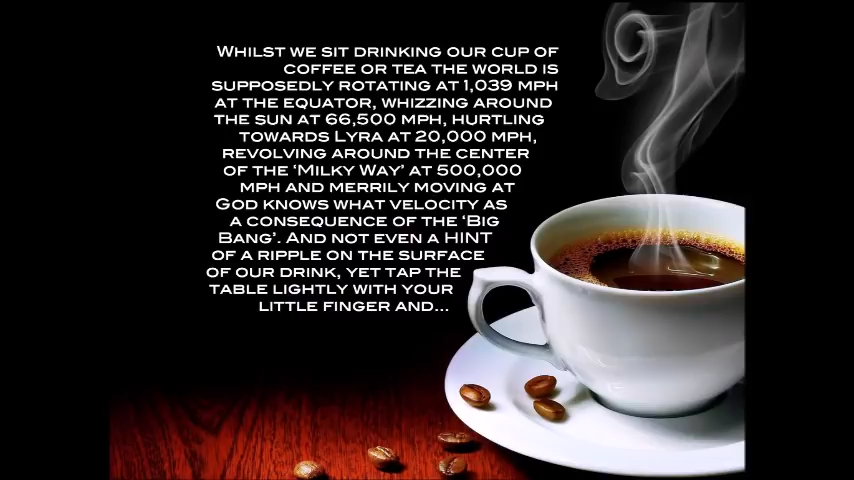 Whilst we sit drinking our cup of
coffee or tea the world is
supposedly rotating at 1,039 mph
at the equator, whizzing around
the sun at 66,500 mph, hurtling
towards Lyra at 20,000 mph,
revolving around the center
of the ‘Milky Way’ at 500,000
mph and merrily moving at
God knows what velocity as
a consequence of the ‘Big
Bang’. And not even a HINT
of a ripple on the surface
of our drink, yet tap the
table lightly with your
little finger and...